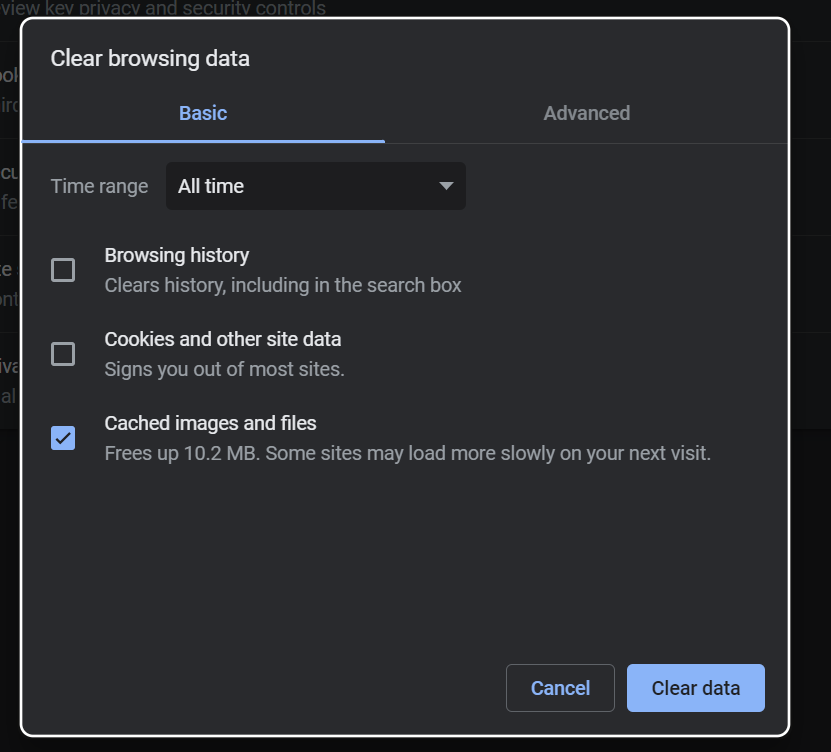 view key privacy and security controls
Clear browsing data
Basic
Advanced
Time range
All time
Browsing history
Clears history, including in the search box
Cookies and other site data
Signs you out of most sites.
Cached images and files
Frees up 10.2 MB. Some sites may load more slowly on your next visit.
Cancel
Clear data